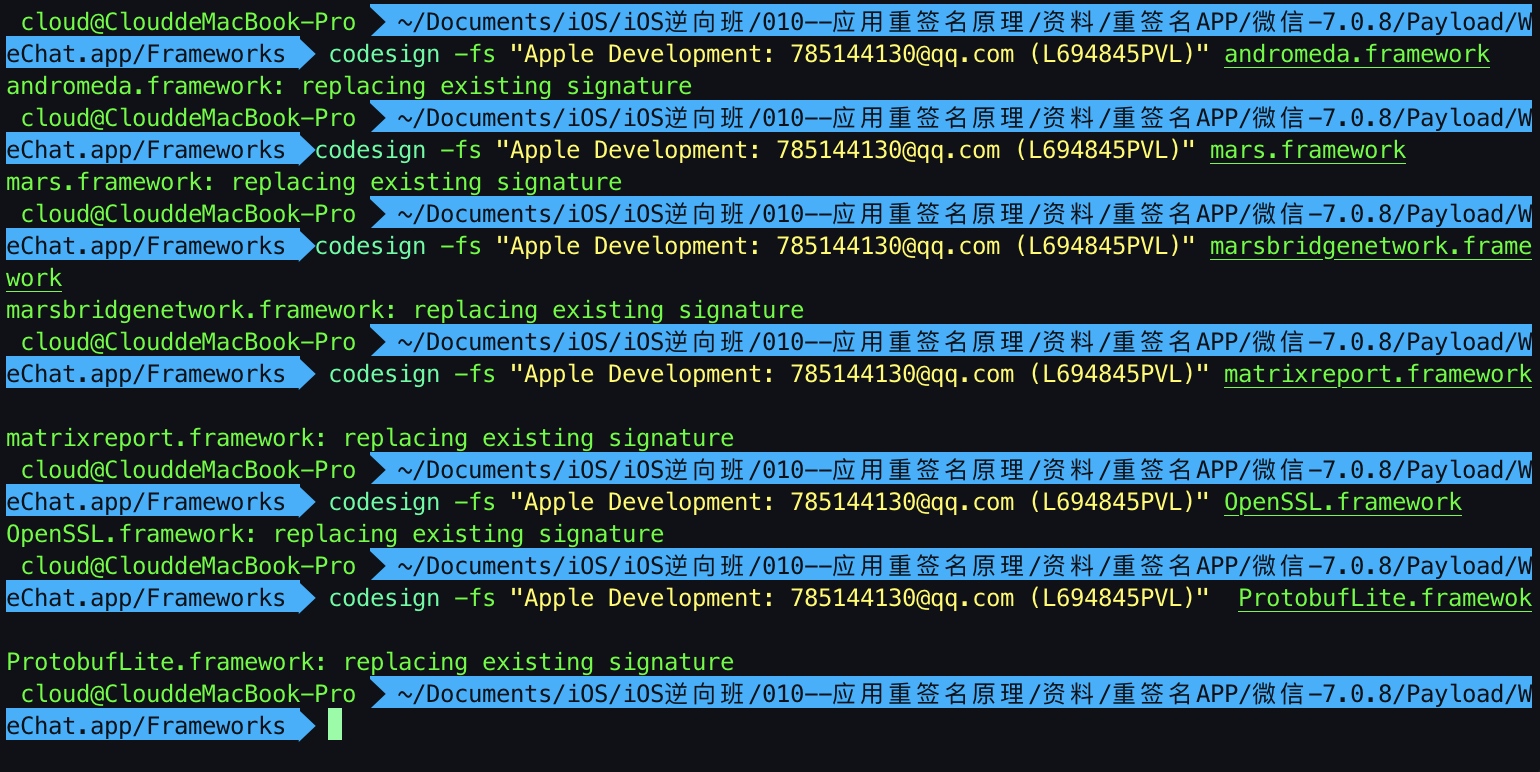 cloud@ClouddeMacBook-Pro ~/Documents/iOS/iOS逆向班/010--应用重签名原理/资料/重签名APP/微信-7.0.8/Payload/W
eChat.app/Frameworks codesign -fs "Apple Development: 785144130@qq.com (L694845PVL)" andromeda.framework
andromeda.framework: replacing existing signature
cloud@ClouddeMacBook-Pro ~/Documents/iOS/iOS逆向班/010--应用重签名原理/资料/重签名APP/微信-7.0.8/Payload/W
eChat.app/Frameworks codesign -fs "Apple Development: 785144130@qq.com (L694845PVL)" mars.framework
mars.framework: replacing existing signature
cloud@ClouddeMacBook-Pro ~/Documents/iOS/iOS逆向班/010--应用重签名原理/资料/重签名APP/微信-7.0.8/Payload/W
eChat.app/Frameworks codesign -fs "Apple Development: 785144130@qq.com (L694845PVL)" marsbridgenetwork.frame
work
marsbridgenetwork.framework: replacing existing signature
cloud@ClouddeMacBook-Pro ~/Documents/iOS/iOS逆向班/010--应用重签名原理/资料/重签名APP/微信-7.0.8/Payload/W
eChat.app/Frameworks codesign -fs "Apple Development: 785144130@qq.com (L694845PVL)" matrixreport.framework
matrixreport.framework: replacing existing signature
cloud@ClouddeMacBook-Pro ~/Documents/iOS/iOS逆向班/010--应用重签名原理/资料/重签名APP/微信-7.0.8/Payload/W
eChat.app/Frameworks codesign -fs "Apple Development: 785144130@qq.com (L694845PVL)" OpenSSL.framework
OpenSSL.framework: replacing existing signature
cloud@ClouddeMacBook-Pro ~/Documents/iOS/iOS逆向班/010--应用重签名原理/资料/重签名APP/微信-7.0.8/Payload/W
eChat.app/Frameworks codesign -fs "Apple Development: 785144130@qq.com (L694845PVL)" ProtobufLite.framewok
ProtobufLite.framework: replacing existing signature
cloud@ClouddeMacBook-Pro ~/Documents/iOS/iOS逆向班/010--应用重签名原理/资料/重签名APP/微信-7.0.8/Payload/W
eChat.app/Frameworks